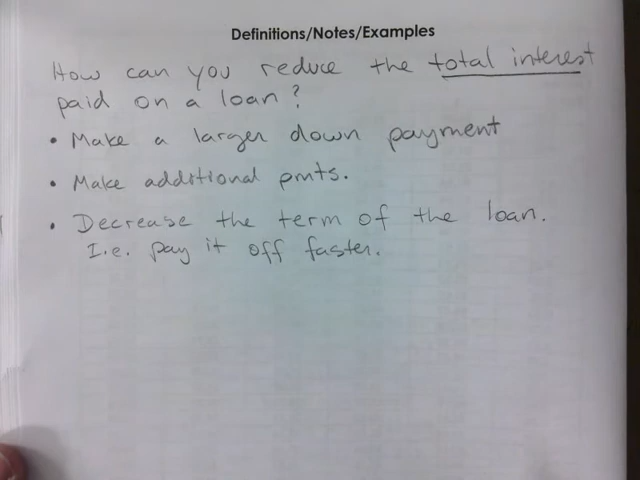 Definitions/Notes/Examples
How can you reduce the total interest
paid on a loan?
• Make a larger down payment
• Make additional pmts.
• Decrease the term of the loan.
I.e. pay it off faster.